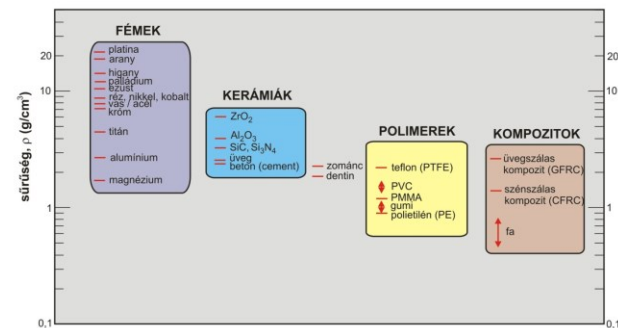 FÉMEK
platina
arany
higany
palládium
ezüst
réz, nikkel, kobalt
vas / acél
króm
titán
alumínium
magnézium
KERÁMIÁK
ZrO₂
Al₂O₃
SiC, Si₃N₄
üveg
beton (cement)
zománc
dentin
POLIMEREK
teflon (PTFE)
PVC
PMMA
gumi
polietilén (PE)
KOMPOZITOK
üvegszálas
kompozit (GFRC)
szénszálas
kompozit (CFRC)
fa
sűrűség, ρ (g/cm³)
20
10
1
0,1
20
10
1
0,1